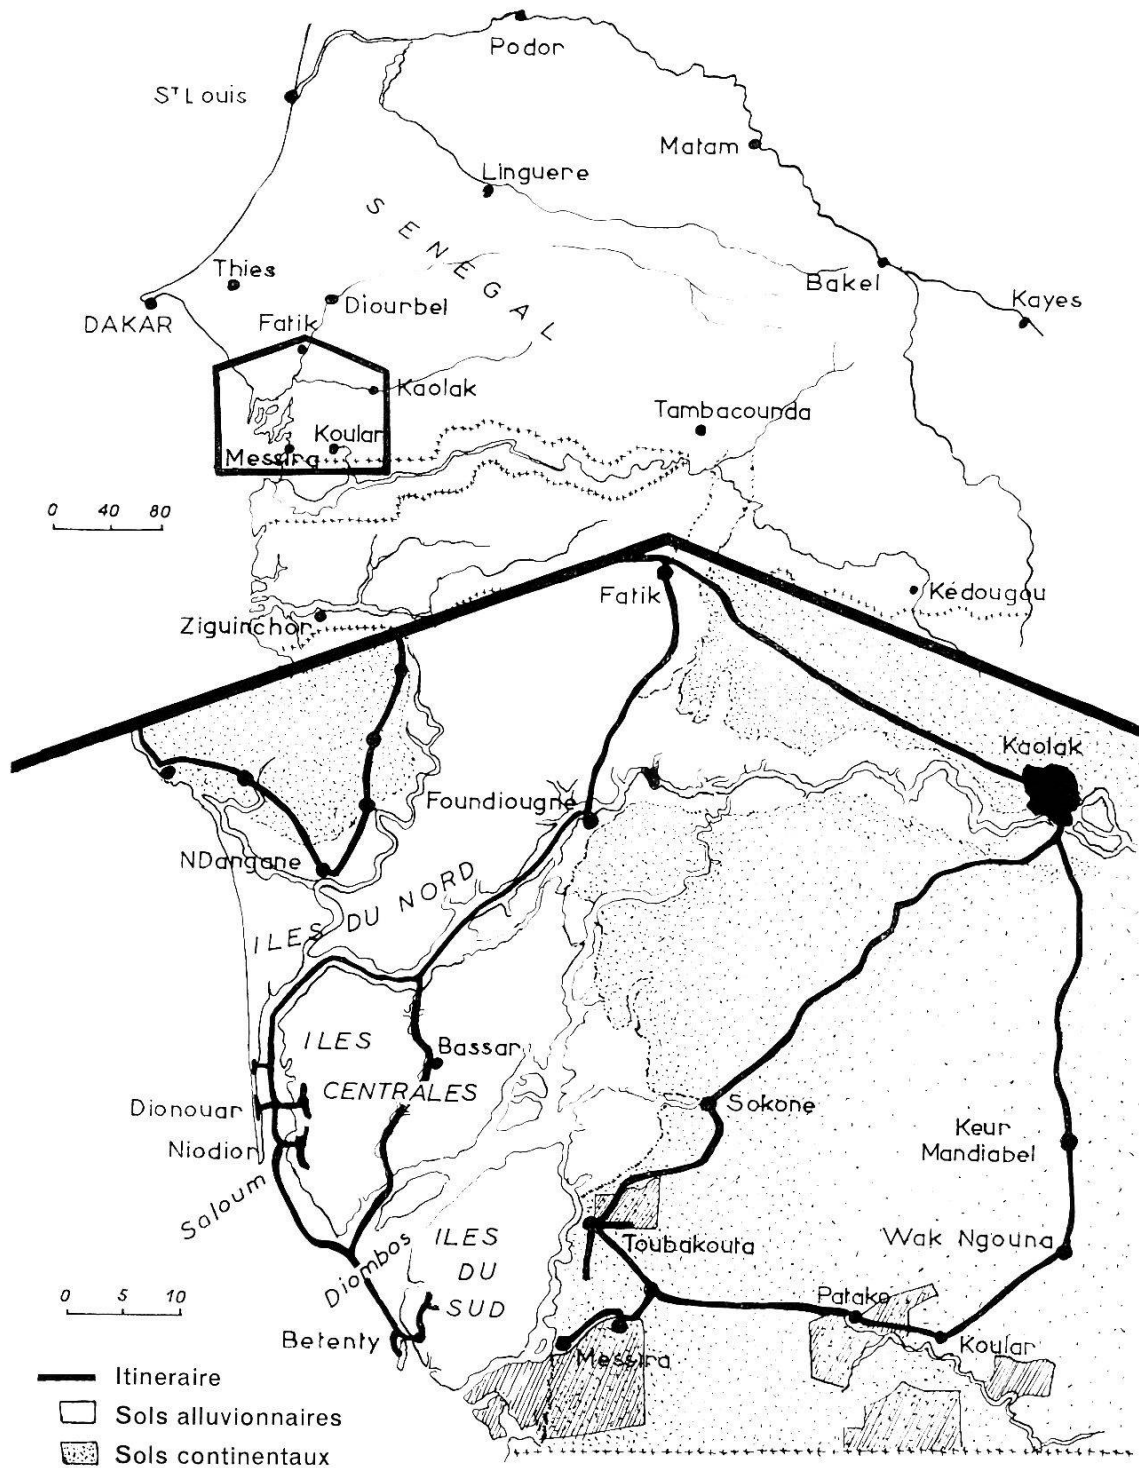 Podor
Sᵀ Louis
Matam
Linguere
SENEGAL
Thies
Bakel
Diourbel
Kayes
DAKAR
Fatik
Kaolak
Tambacounda
Koular
Messira
0 40 80
Fatik
Kédougou
Ziguinchor
Kaolak
Foundiougne
NDangane
ILES DU NORD
ILES
CENTRALES
Bassar
Dionouar
Sokone
Keur
Mandiabel
Niodior
Saloum
ILES
DU
SUD
Diombos
Toubakouta
Wak Ngouna
0 5 10
Patako
Betenty
Koular
Messira
Itineraire
Sols alluvionnaires
Sols continentaux